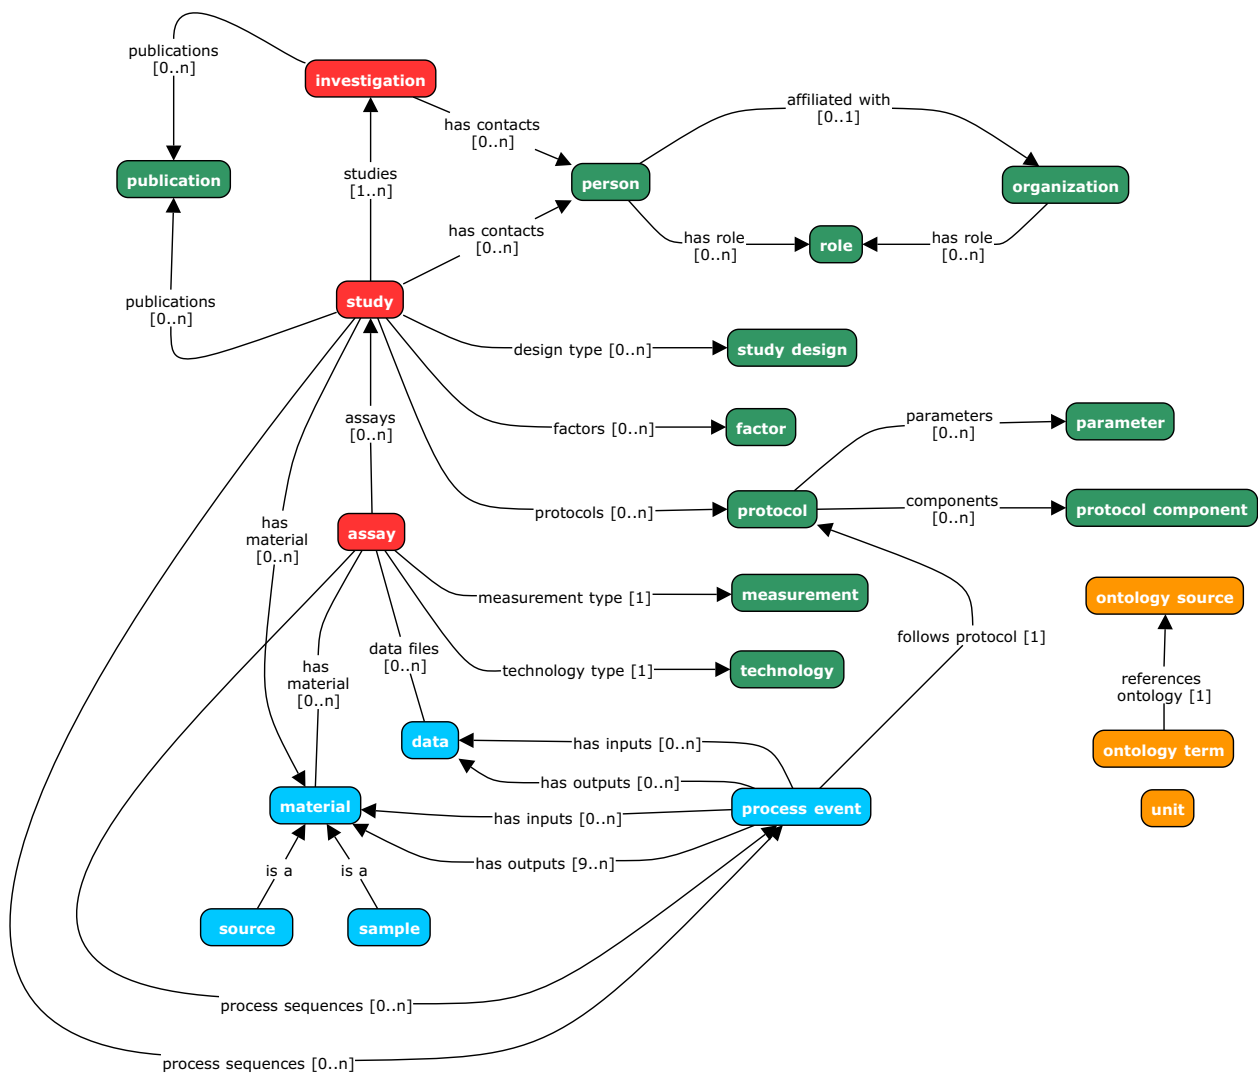 publications
[0..n]
investigation
has contacts
[0..n]
affiliated with
[0..1]
publication
studies
[1..n]
person
organization
has contacts
[0..n]
has role
[0..n]
role
has role
[0..n]
publications
[0..n]
study
design type [0..n]
study design
assays
[0..n]
factors [0..n]
factor
parameters
[0..n]
parameter
has
material
[0..n]
protocols [0..n]
protocol
components
[0..n]
protocol component
assay
measurement type [1]
measurement
ontology source
data files
[0..n]
follows protocol [1]
has
material
[0..n]
technology type [1]
technology
references
ontology [1]
data
has inputs [0..n]
ontology term
has outputs [0..n]
material
has inputs [0..n]
process event
unit
has outputs [9..n]
is a
is a
source
sample
process sequences [0..n]
process sequences [0..n]